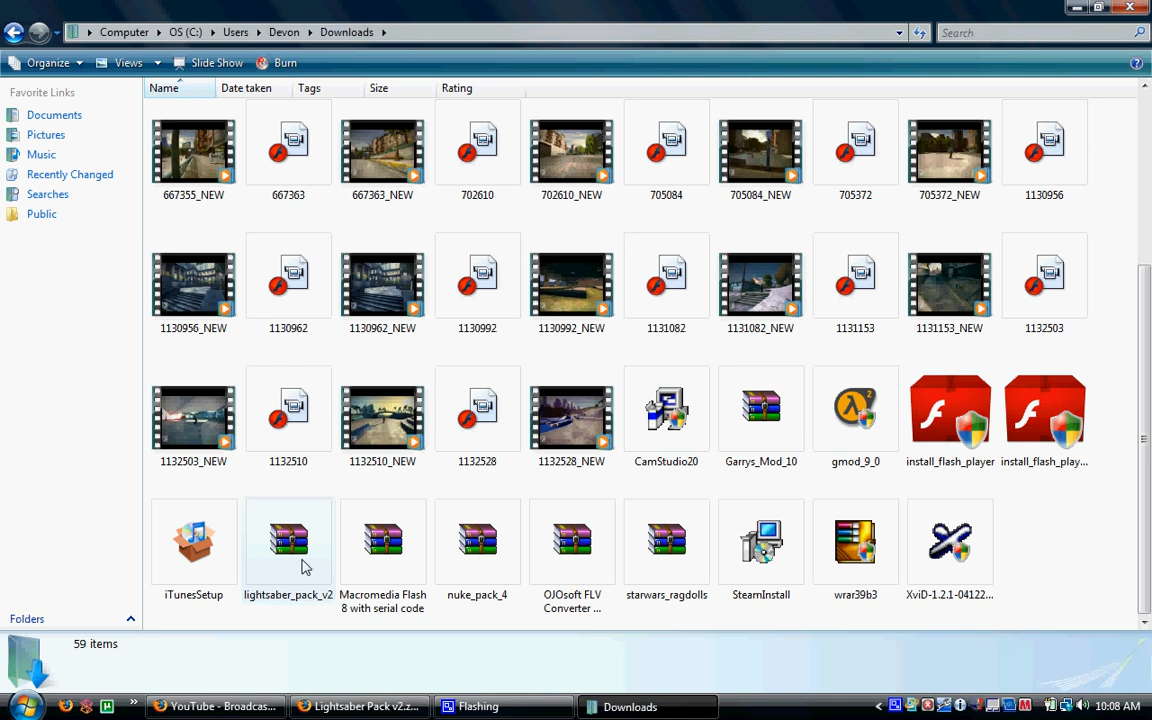 Computer OS (C:) Users Devon Downloads
Search
Organize Views Slide Show Burn
Favorite Links
Documents
Pictures
Music
Recently Changed
Searches
Public
Folders
Name Date taken Tags Size Rating
667355_NEW 667363 667363_NEW 702610 702610_NEW 705084 705084_NEW 705372 705372_NEW 1130956
1130956_NEW 1130962 1130962_NEW 1130992 1130992_NEW 1131082 1131082_NEW 1131153 1131153_NEW 1132503
1132503_NEW 1132510 1132510_NEW 1132528 1132528_NEW CamStudio20 Garrys_Mod_10 gmod_9_0 install_flash_player install_flash_play...
iTunesSetup lightsaber_pack_v2 Macromedia Flash nuke_pack_4 OJOsoft FLV starwars_ragdolls SteamInstall wrar39b3 XviD-1.2.1-04122...
8 with serial code Converter ...
59 items
YouTube - Broadcas... Lightsaber Pack v2.z... Flashing Downloads 10:08 AM